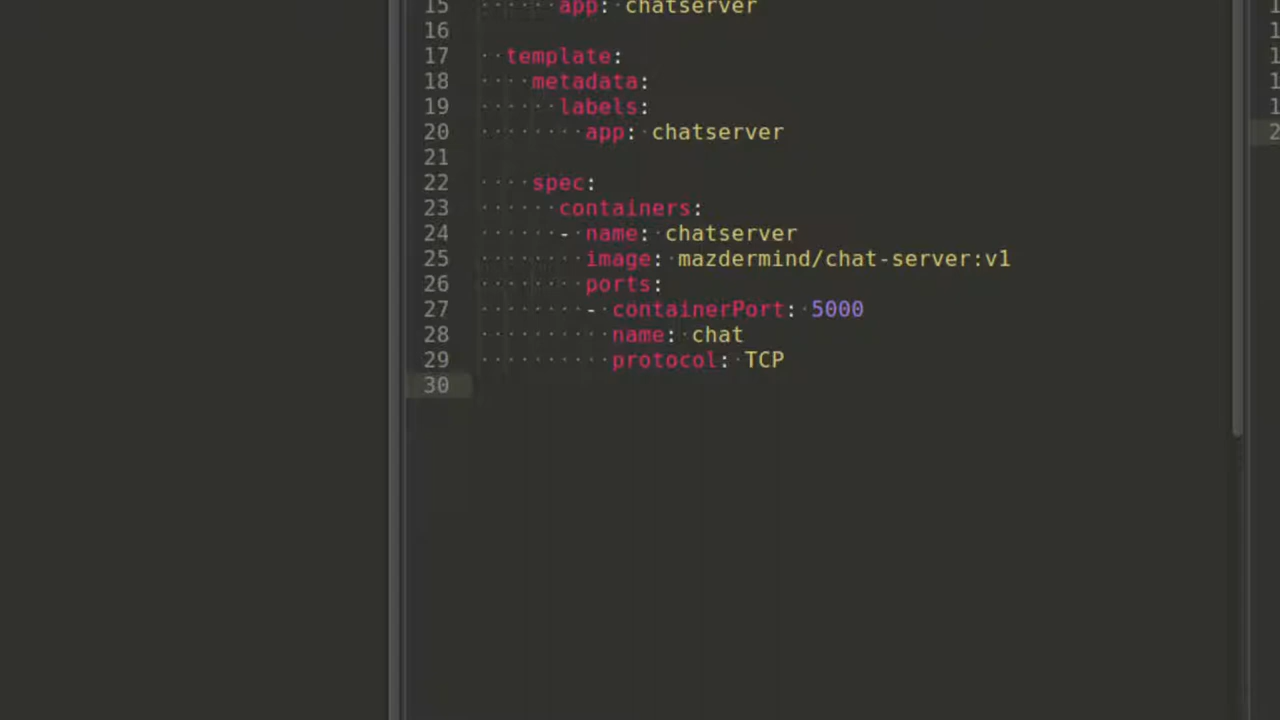 15       app: chatserver
16
17   template:
18     metadata:
19       labels:
20         app: chatserver
21
22     spec:
23       containers:
24       - name: chatserver
25         image: mazdermind/chat-server:v1
26         ports:
27         - containerPort: 5000
28           name: chat
29           protocol: TCP
30